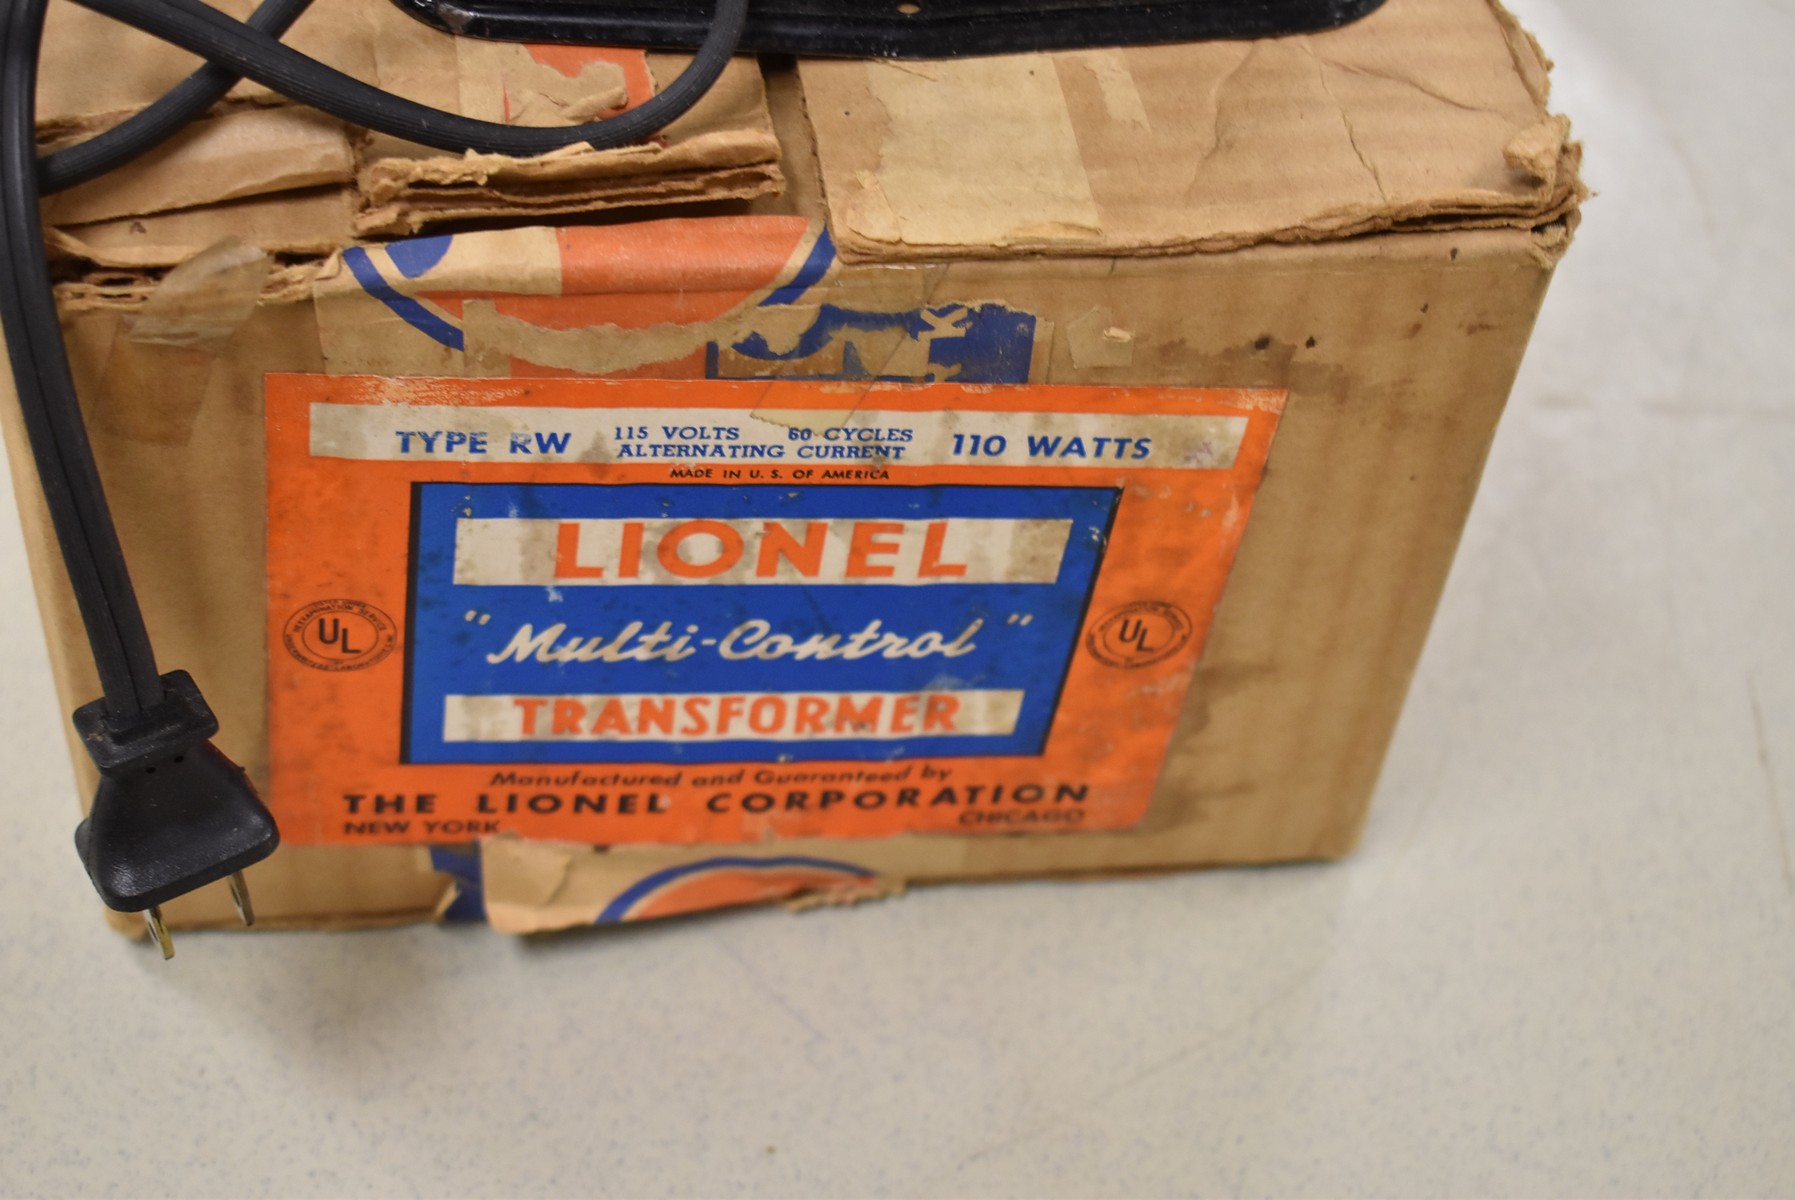 K
TYPE RW 115 VOLTS 60 CYCLES 110 WATTS
ALTERNATING CURRENT
MADE IN U. S. OF AMERICA
LIONEL
"Multi-Control"
TRANSFORMER
UL
UL
Manufactured and Guaranteed by
THE LIONEL CORPORATION
NEW YORK CHICAGO